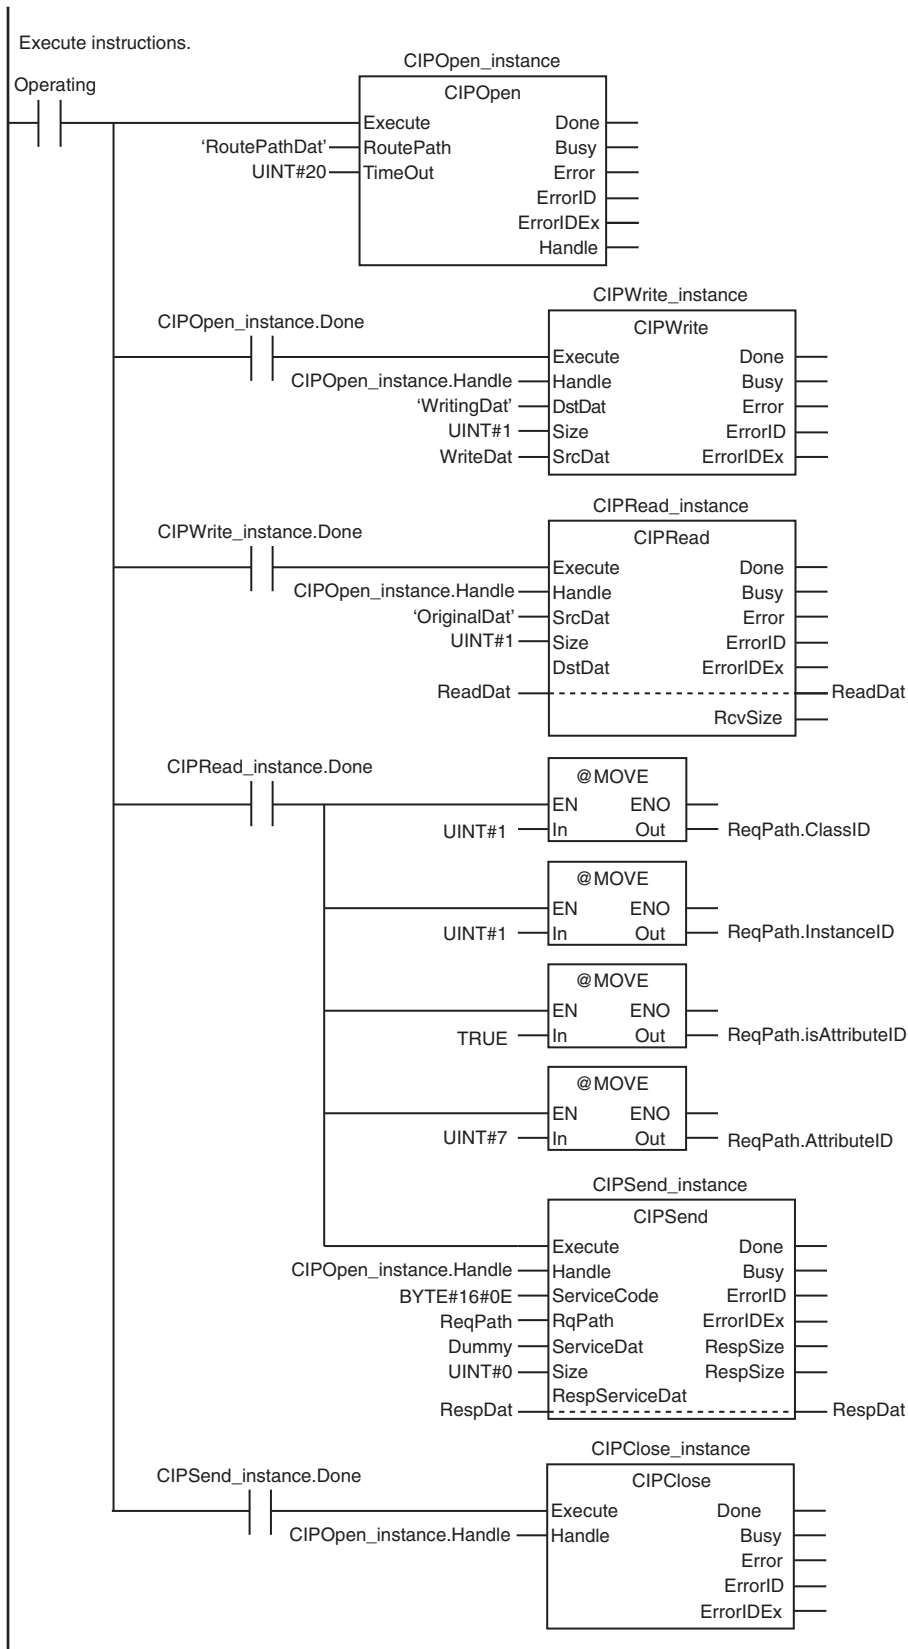 Execute instructions.
CIPOpen_instance
Operating
CIPOpen
Execute Done
'RoutePathDat' RoutePath Busy
UINT#20 TimeOut Error
ErrorID
ErrorIDEx
Handle
CIPWrite_instance
CIPOpen_instance.Done
CIPWrite
Execute Done
CIPOpen_instance.Handle Handle Busy
‘WritingDat’ DstDat Error
UINT#1 Size ErrorID
WriteDat SrcDat ErrorIDEx
CIPRead_instance
CIPWrite_instance.Done
CIPRead
Execute Done
CIPOpen_instance.Handle Handle Busy
‘OriginalDat’ SrcDat Error
UINT#1 Size ErrorID
DstDat ErrorIDEx
ReadDat ReadDat
RcvSize
CIPRead_instance.Done
@MOVE
EN ENO
UINT#1 In Out ReqPath.ClassID
@MOVE
EN ENO
UINT#1 In Out ReqPath.InstanceID
@MOVE
EN ENO
TRUE In Out ReqPath.isAttributeID
@MOVE
EN ENO
UINT#7 In Out ReqPath.AttributeID
CIPSend_instance
CIPSend
Execute Done
CIPOpen_instance.Handle Handle Busy
BYTE#16#0E ServiceCode ErrorID
ReqPath RqPath ErrorIDEx
Dummy ServiceDat RespSize
UINT#0 Size RespSize
RespServiceDat
RespDat RespDat
CIPClose_instance
CIPSend_instance.Done
CIPClose
Execute Done
CIPOpen_instance.Handle Handle Busy
Error
ErrorID
ErrorIDEx